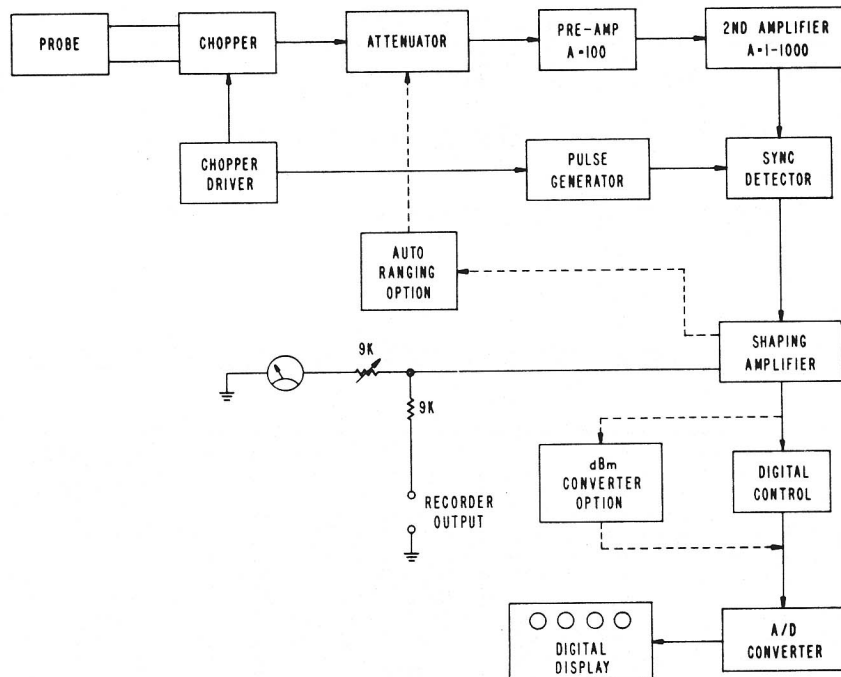 PROBE
CHOPPER
ATTENUATOR
PRE-AMP
A=100
2ND AMPLIFIER
A=1-1000
CHOPPER
DRIVER
PULSE
GENERATOR
SYNC
DETECTOR
AUTO
RANGING
OPTION
SHAPING
AMPLIFIER
9K
9K
dBm
CONVERTER
OPTION
DIGITAL
CONTROL
RECORDER
OUTPUT
A/D
CONVERTER
DIGITAL
DISPLAY